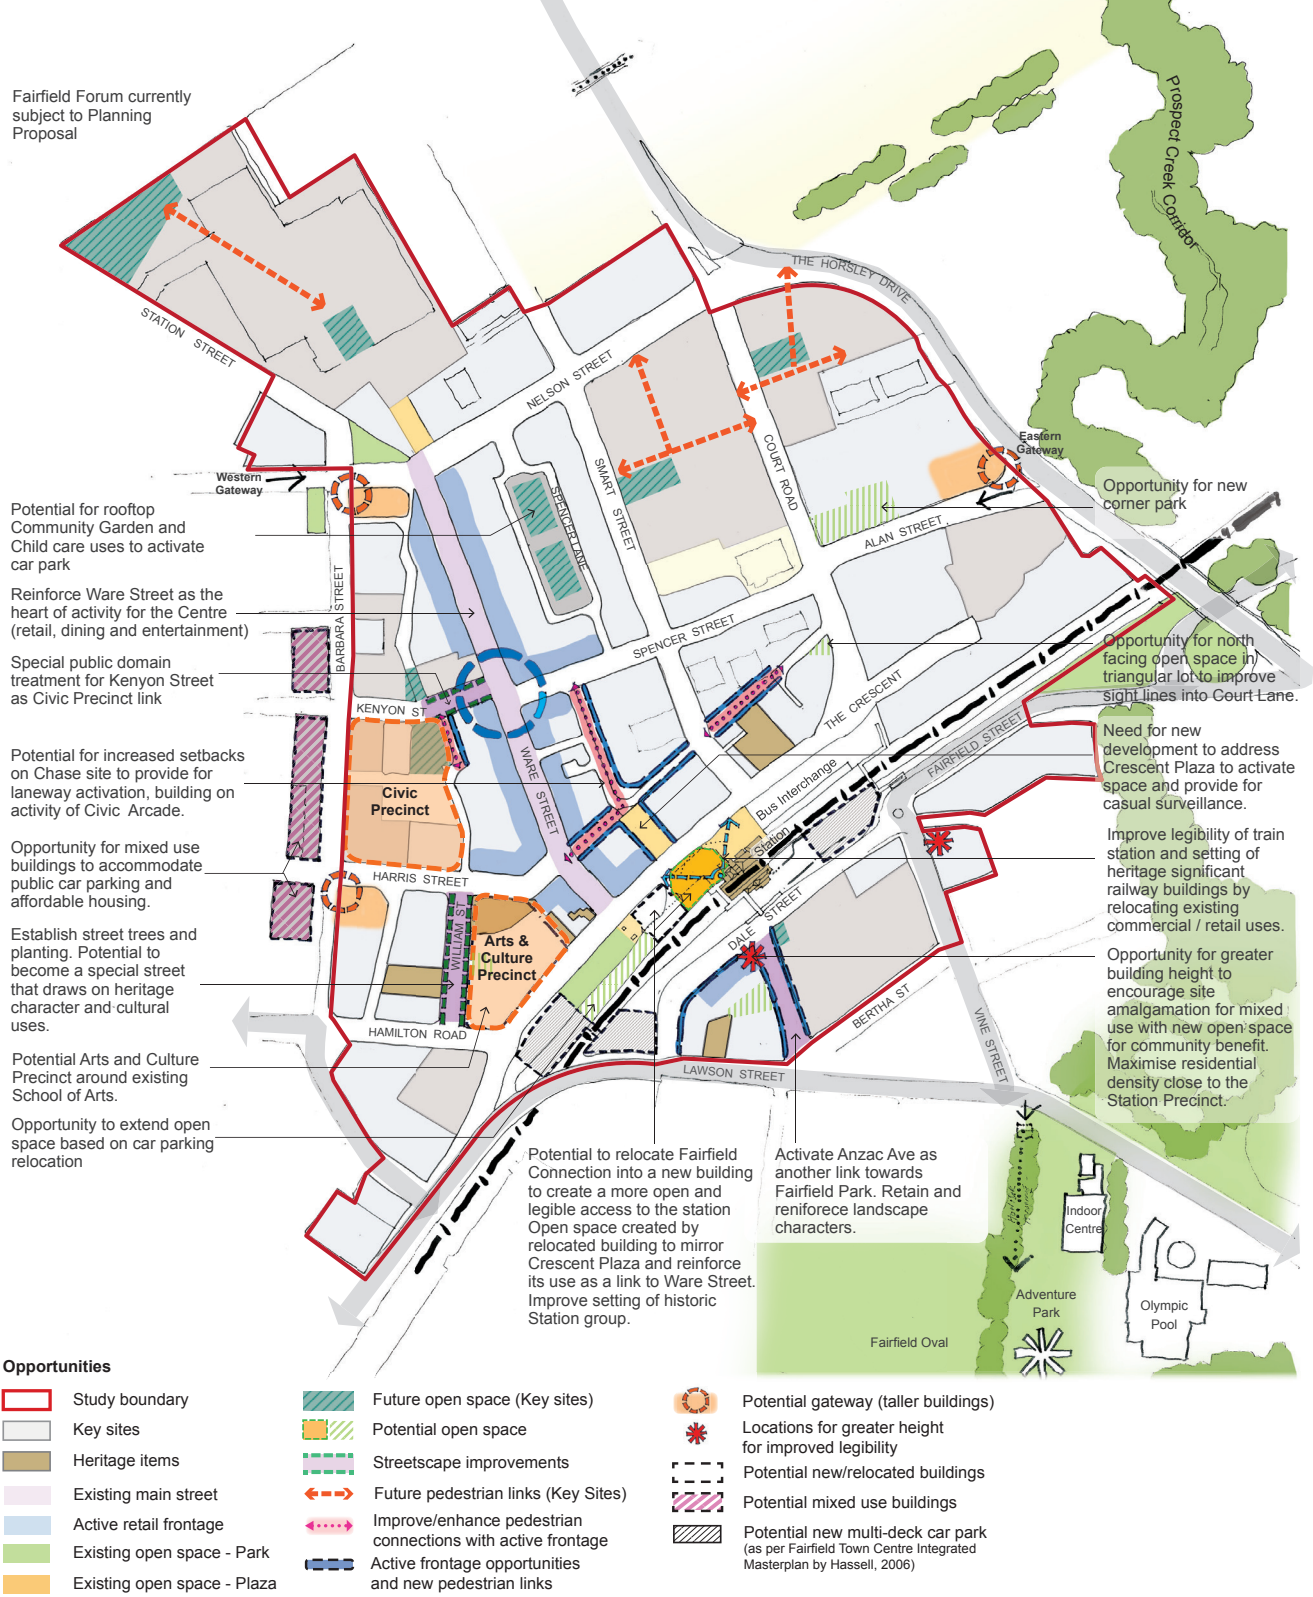 Fairfield Forum currently
subject to Planning
Proposal
Prospect Creek Corridor
THE HORSLEY DRIVE
STATION STREET
NELSON STREET
Eastern
Gateway
Western
Gateway
SMART STREET
COURT ROAD
SPENCER LANE
ALAN STREET
Opportunity for new
corner park
Potential for rooftop
Community Garden and
Child care uses to activate
car park
Reinforce Ware Street as the
heart of activity for the Centre
(retail, dining and entertainment)
BARBARA STREET
SPENCER STREET
Special public domain
treatment for Kenyon Street
as Civic Precinct link
KENYON ST
THE CRESCENT
Opportunity for north
facing open space in
triangular lot to improve
sight lines into Court Lane.
FAIRFIELD STREET
Need for new
development to address
Crescent Plaza to activate
space and provide for
casual surveillance.
Potential for increased setbacks
on Chase site to provide for
laneway activation, building on
activity of Civic Arcade.
WARE STREET
Bus Interchange
Civic
Precinct
Station
Opportunity for mixed use
buildings to accommodate
public car parking and
affordable housing.
HARRIS STREET
Improve legibility of train
station and setting of
heritage significant
railway buildings by
relocating existing
commercial / retail uses.
Establish street trees and
planting. Potential to
become a special street
that draws on heritage
character and cultural
uses.
WILLIAM ST
Arts &
Culture
Precinct
DALE STREET
Opportunity for greater
building height to
encourage site
amalgamation for mixed
use with new open space
for community benefit.
Maximise residential
density close to the
Station Precinct.
BERTHA ST
VINE STREET
HAMILTON ROAD
LAWSON STREET
Potential Arts and Culture
Precinct around existing
School of Arts.
Opportunity to extend open
space based on car parking
relocation
Potential to relocate Fairfield
Connection into a new building
to create a more open and
legible access to the station
Open space created by
relocated building to mirror
Crescent Plaza and reinforce
its use as a link to Ware Street.
Improve setting of historic
Station group.
Activate Anzac Ave as
another link towards
Fairfield Park. Retain and
reniforece landscape
characters.
Indoor
Centre
Adventure
Park
Olympic
Pool
Fairfield Oval
Opportunities
Study boundary
Key sites
Heritage items
Existing main street
Active retail frontage
Existing open space - Park
Existing open space - Plaza
Future open space (Key sites)
Potential open space
Streetscape improvements
Future pedestrian links (Key Sites)
Improve/enhance pedestrian
connections with active frontage
Active frontage opportunities
and new pedestrian links
Potential gateway (taller buildings)
Locations for greater height
for improved legibility
Potential new/relocated buildings
Potential mixed use buildings
Potential new multi-deck car park
(as per Fairfield Town Centre Integrated
Masterplan by Hassell, 2006)